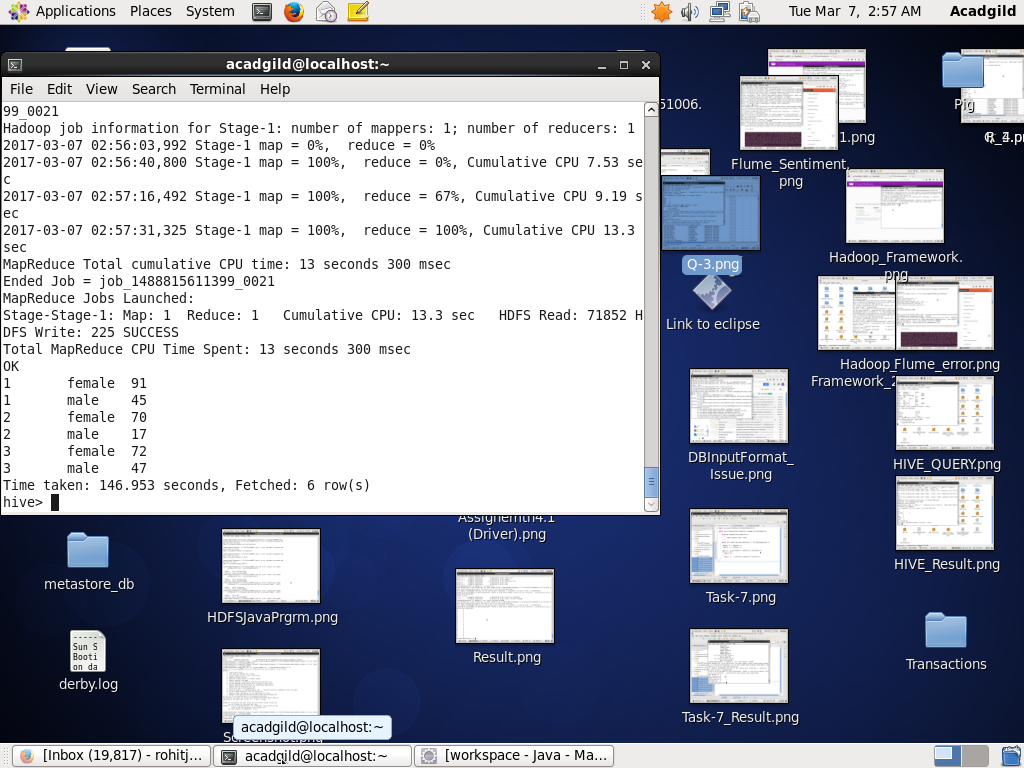 Applications Places System
Tue Mar 7, 2:57 AM Acadgild
acadgild@localhost:~
File Edit View Search Terminal Help
99_0021
Hadoop job information for Stage-1: number of mappers: 1; number of reducers: 1
2017-03-07 02:56:03,992 Stage-1 map = 0%,  reduce = 0%
2017-03-07 02:56:40,800 Stage-1 map = 100%,  reduce = 0%, Cumulative CPU 7.53 se
c
2017-03-07 02:57:16,492 Stage-1 map = 100%,  reduce = 67%, Cumulative CPU 9.19 s
ec
2017-03-07 02:57:31,325 Stage-1 map = 100%,  reduce = 100%, Cumulative CPU 13.3
sec
MapReduce Total cumulative CPU time: 13 seconds 300 msec
Ended Job = job_1488815611399_0021
MapReduce Jobs Launched:
Stage-Stage-1: Map: 1  Reduce: 1   Cumulative CPU: 13.3 sec   HDFS Read: 71852 H
DFS Write: 225 SUCCESS
Total MapReduce CPU Time Spent: 13 seconds 300 msec
OK
1 female 91
1 male 45
2 female 70
2 male 17
3 female 72
3 male 47
Time taken: 146.953 seconds, Fetched: 6 row(s)
hive>
51006.
1.png
Pig
Flume_Sentiment.
png
Q-3.png
Hadoop_Framework.
png
Link to eclipse
Hadoop_Flume_error.png
Framework_2
DBInputFormat_
Issue.png
HIVE_QUERY.png
(Driver).png
HIVE_Result.png
metastore_db
HDFSJavaPrgrm.png
Task-7.png
Result.png
Transactions
Sun S
Booti
on da
derby.log
Task-7_Result.png
acadgild@localhost:~
[Inbox (19,817) - rohitj...
acadgild@localhost:~
[workspace - Java - Ma...